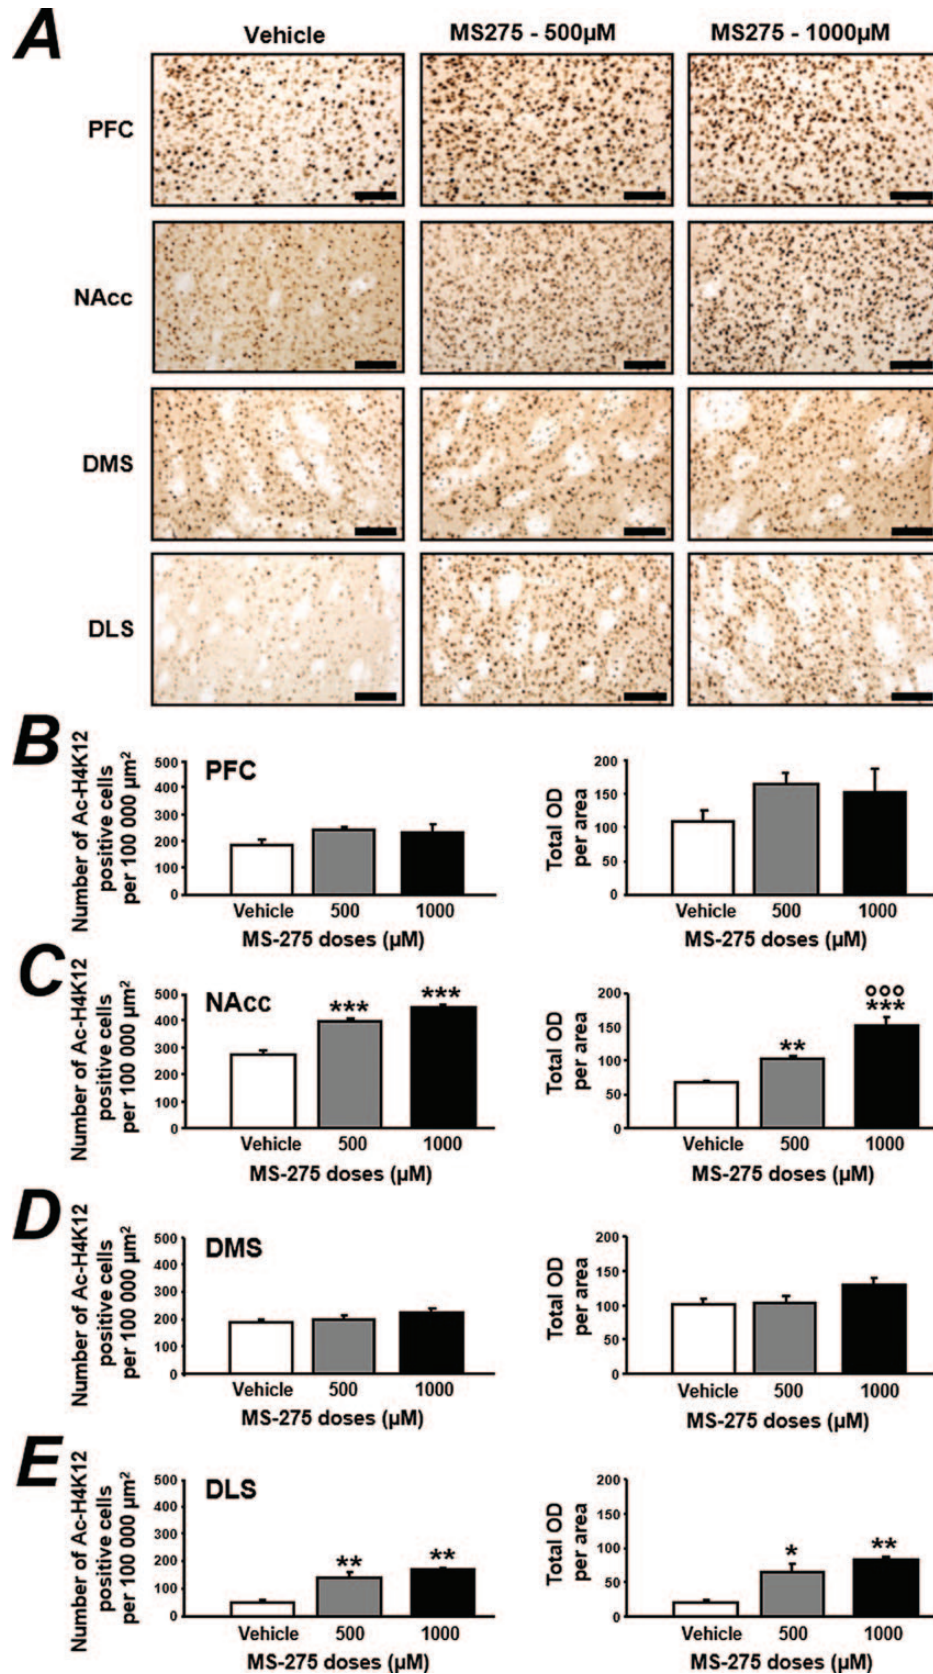 A
Vehicle
MS275 - 500µM
MS275 - 1000µM
PFC
NAcc
DMS
DLS
B
Number of Ac-H4K12
positive cells
per 100 000 µm²
500
400
300
200
100
0
PFC
Vehicle 500 1000
MS-275 doses (µM)
Total OD
per area
200
150
100
50
0
Vehicle 500 1000
MS-275 doses (µM)
C
Number of Ac-H4K12
positive cells
per 100 000 µm²
500
400
300
200
100
0
NAcc
*** ***
Vehicle 500 1000
MS-275 doses (µM)
Total OD
per area
200
150
100
50
0
°°°
** ***
Vehicle 500 1000
MS-275 doses (µM)
D
Number of Ac-H4K12
positive cells
per 100 000 µm²
500
400
300
200
100
0
DMS
Vehicle 500 1000
MS-275 doses (µM)
Total OD
per area
200
150
100
50
0
Vehicle 500 1000
MS-275 doses (µM)
E
Number of Ac-H4K12
positive cells
per 100 000 µm²
500
400
300
200
100
0
DLS
** **
Vehicle 500 1000
MS-275 doses (µM)
Total OD
per area
200
150
100
50
0
* **
Vehicle 500 1000
MS-275 doses (µM)